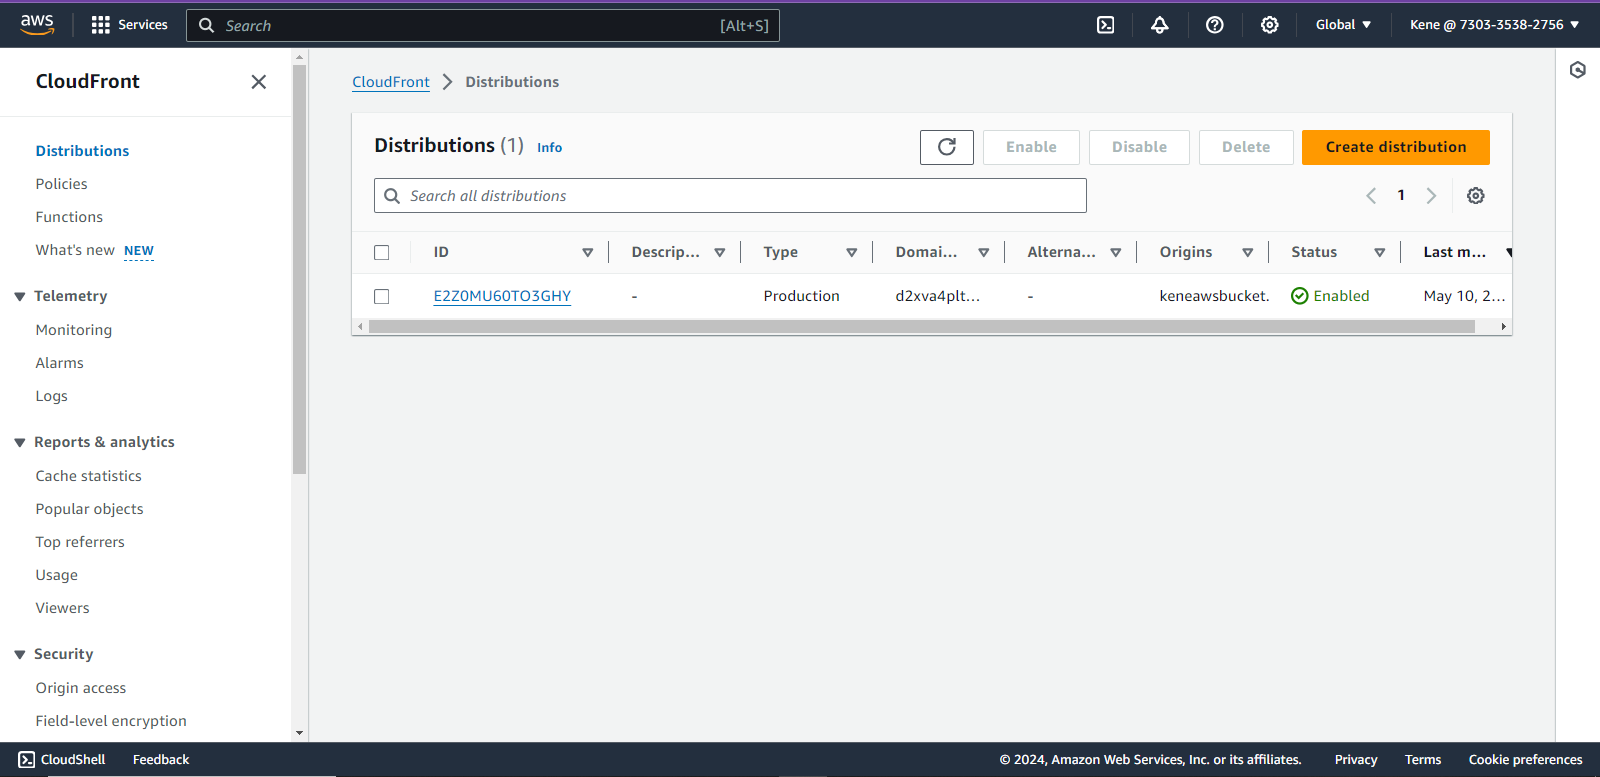 aws Services Search [Alt+S] Global Kene @ 7303-3538-2756
CloudFront
Distributions
Policies
Functions
What's new NEW
Telemetry
Monitoring
Alarms
Logs
Reports & analytics
Cache statistics
Popular objects
Top referrers
Usage
Viewers
Security
Origin access
Field-level encryption
CloudFront Distributions
Distributions (1) Info Enable Disable Delete Create distribution
Search all distributions 1
ID Descrip... Type Domai... Alterna... Origins Status Last m...
E2Z0MU60TO3GHY - Production d2xva4plt... - keneawsbucket. Enabled May 10, 2...
CloudShell Feedback © 2024, Amazon Web Services, Inc. or its affiliates. Privacy Terms Cookie preferences